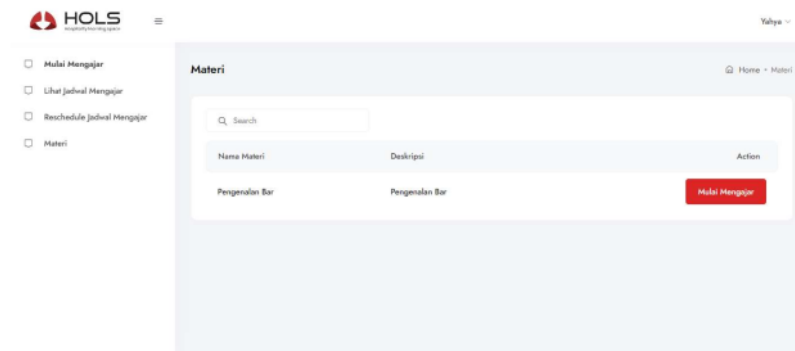 HOLS
Yahya
Mulai Mengajar
Lihat Jadwal Mengajar
Reschedule Jadwal Mengajar
Materi
Materi
Home
Materi
Search
Nama Materi Deskripsi Action
Pengenalan Bar Pengenalan Bar Mulai Mengajar